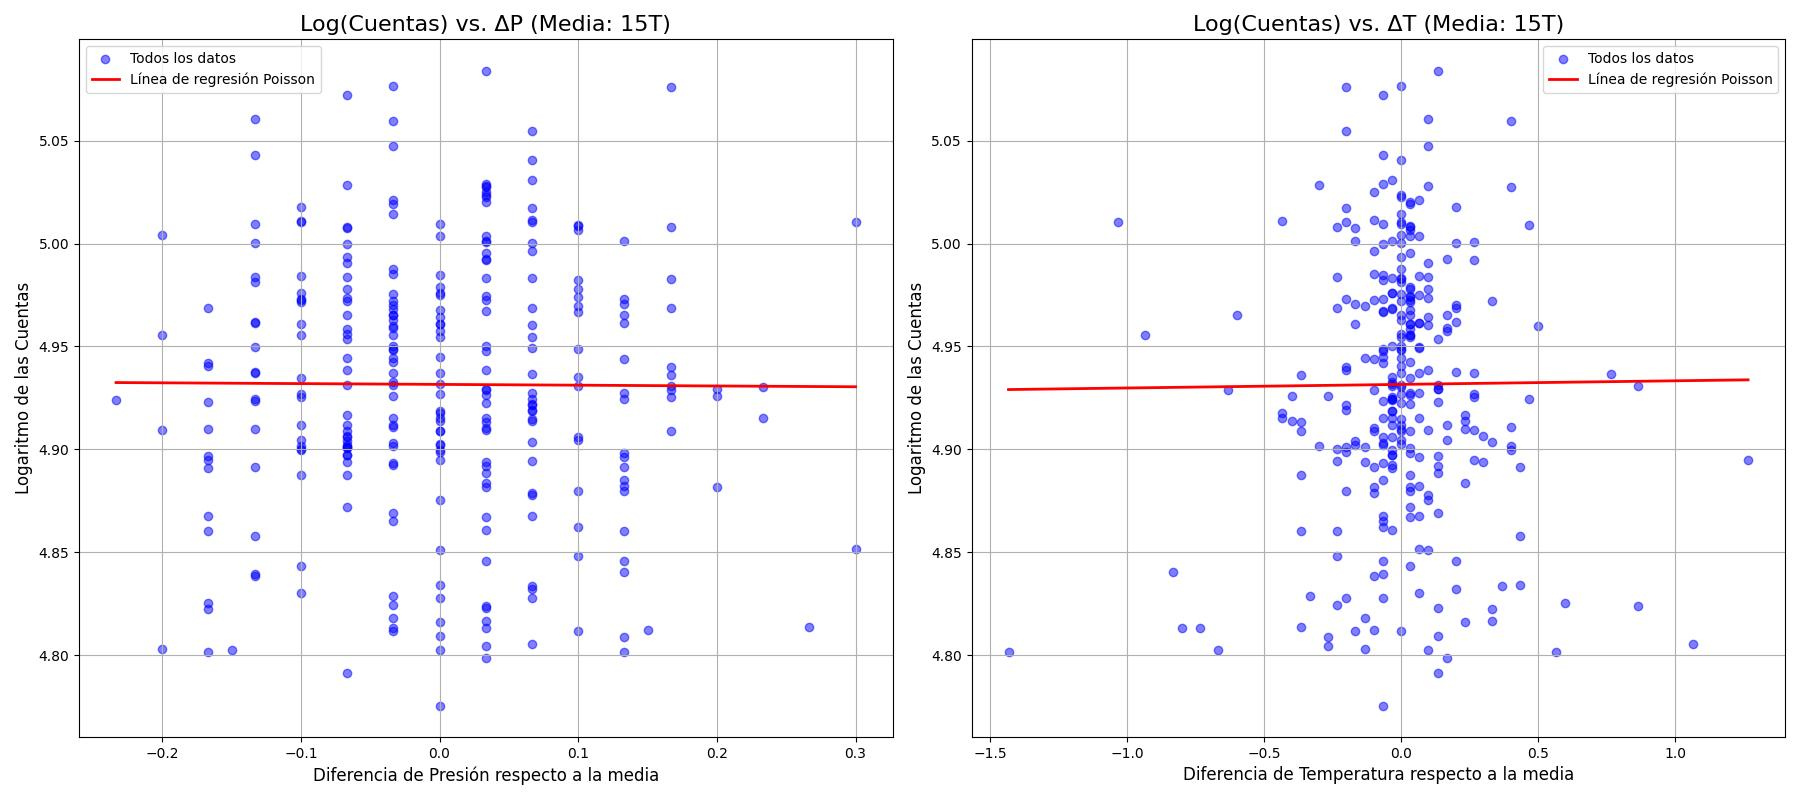 Log(Cuentas) vs. ΔP (Media: 15T)
Todos los datos
Línea de regresión Poisson
5.05
5.00
4.95
4.90
4.85
4.80
Logaritmo de las Cuentas
−0.2
−0.1
0.0
0.1
0.2
0.3
Diferencia de Presión respecto a la media
Log(Cuentas) vs. ΔT (Media: 15T)
Todos los datos
Línea de regresión Poisson
5.05
5.00
4.95
4.90
4.85
4.80
Logaritmo de las Cuentas
−1.5
−1.0
−0.5
0.0
0.5
1.0
Diferencia de Temperatura respecto a la media